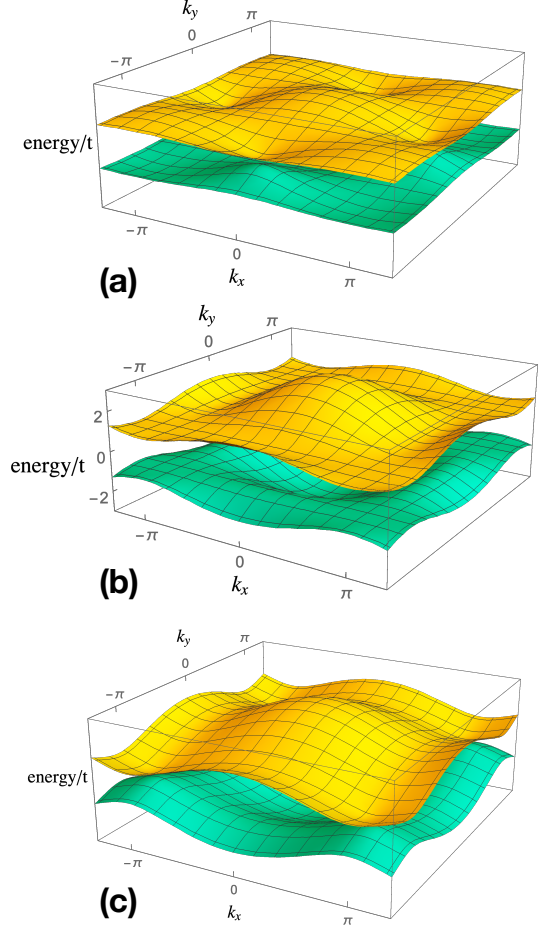 k_y
−π 0 π
energy/t
−π 0 π
k_x
(a)
k_y
−π 0 π
2
0
−2
energy/t
−π 0 π
k_x
(b)
k_y
−π 0 π
energy/t
−π 0 π
k_x
(c)